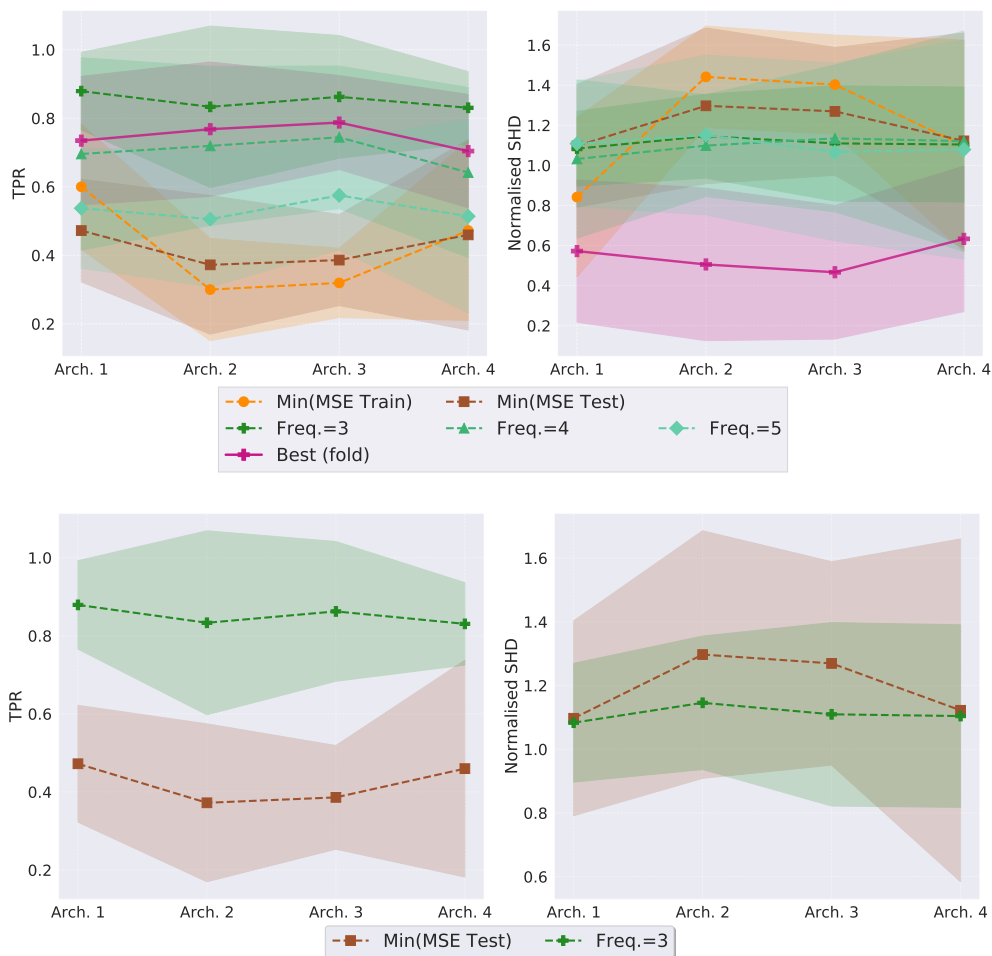 TPR
1.0
0.8
0.6
0.4
0.2
Arch. 1 Arch. 2 Arch. 3 Arch. 4
Normalised SHD
1.6
1.4
1.2
1.0
0.8
0.6
0.4
0.2
Arch. 1 Arch. 2 Arch. 3 Arch. 4
Min(MSE Train) Min(MSE Test)
Freq.=3 Freq.=4 Freq.=5
Best (fold)
TPR
1.0
0.8
0.6
0.4
0.2
Arch. 1 Arch. 2 Arch. 3 Arch. 4
Normalised SHD
1.6
1.4
1.2
1.0
0.8
0.6
Arch. 1 Arch. 2 Arch. 3 Arch. 4
Min(MSE Test) Freq.=3